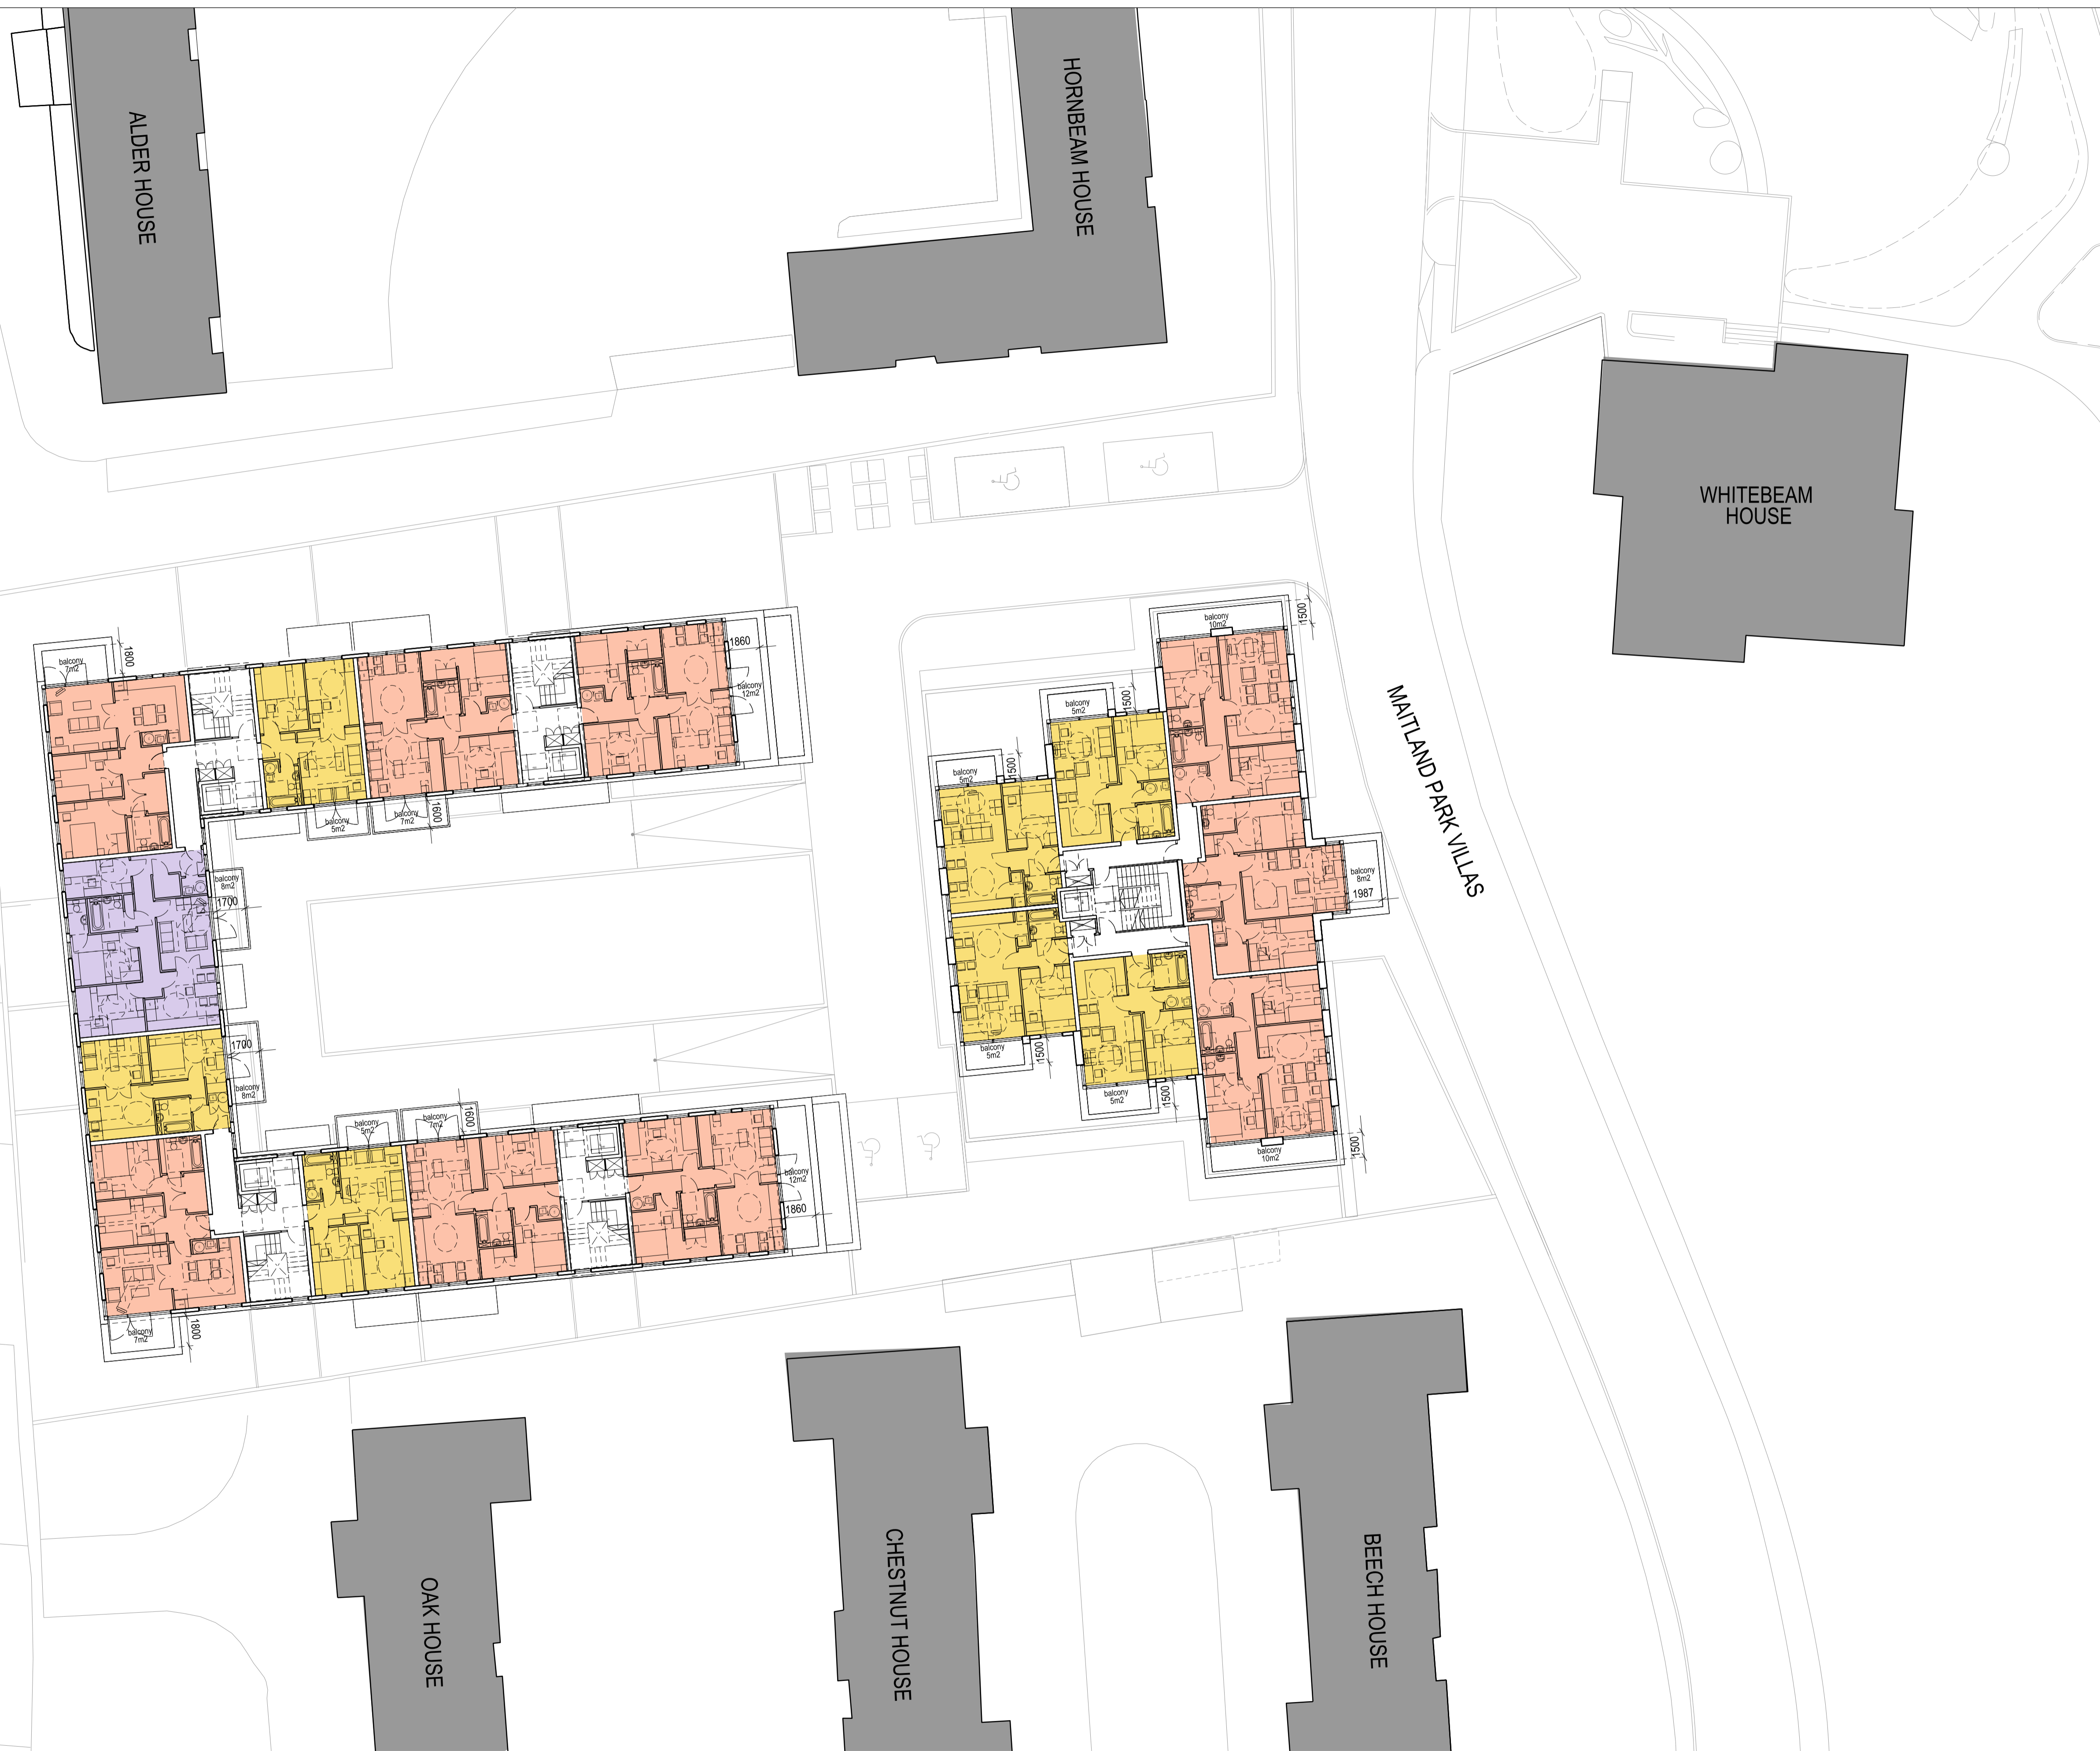 ALDER HOUSE
HORNBEAM HOUSE
WHITEBEAM
HOUSE
MAITLAND PARK VILLAS
balcony
7m2
1800
1860
balcony
12m2
balcony
5m2
balcony
7m2
1600
balcony
8m2
1700
1700
balcony
8m2
balcony
5m2
balcony
7m2
1600
balcony
12m2
1860
balcony
7m2
1800
balcony
10m2
1500
balcony
5m2
1500
balcony
5m2
1500
balcony
8m2
1987
balcony
5m2
1500
balcony
5m2
1500
balcony
10m2
1500
OAK HOUSE
CHESTNUT HOUSE
BEECH HOUSE